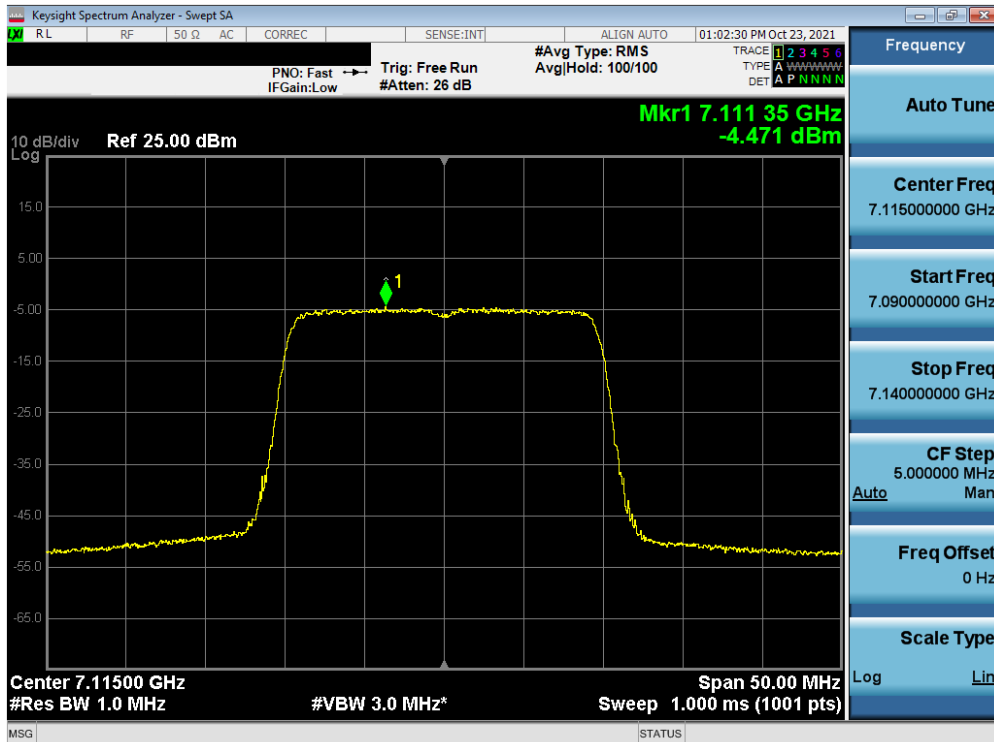 Keysight Spectrum Analyzer - Swept SA
LXI RL RF 50 Ω AC CORREC SENSE:INT ALIGN AUTO 01:02:30 PM Oct 23, 2021
PNO: Fast
IFGain:Low
Trig: Free Run
#Atten: 26 dB
#Avg Type: RMS
Avg|Hold: 100/100
TRACE 1 2 3 4 5 6
TYPE A WWWWW
DET A P N N N N
Mkr1 7.111 35 GHz
-4.471 dBm
10 dB/div Ref 25.00 dBm
Log
15.0
5.00
-5.00
-15.0
-25.0
-35.0
-45.0
-55.0
-65.0
1
Center 7.11500 GHz Span 50.00 MHz
#Res BW 1.0 MHz #VBW 3.0 MHz* Sweep 1.000 ms (1001 pts)
MSG STATUS
Frequency
Auto Tune
Center Freq
7.115000000 GHz
Start Freq
7.090000000 GHz
Stop Freq
7.140000000 GHz
CF Step
5.000000 MHz
Auto Man
Freq Offset
0 Hz
Scale Type
Log Lin